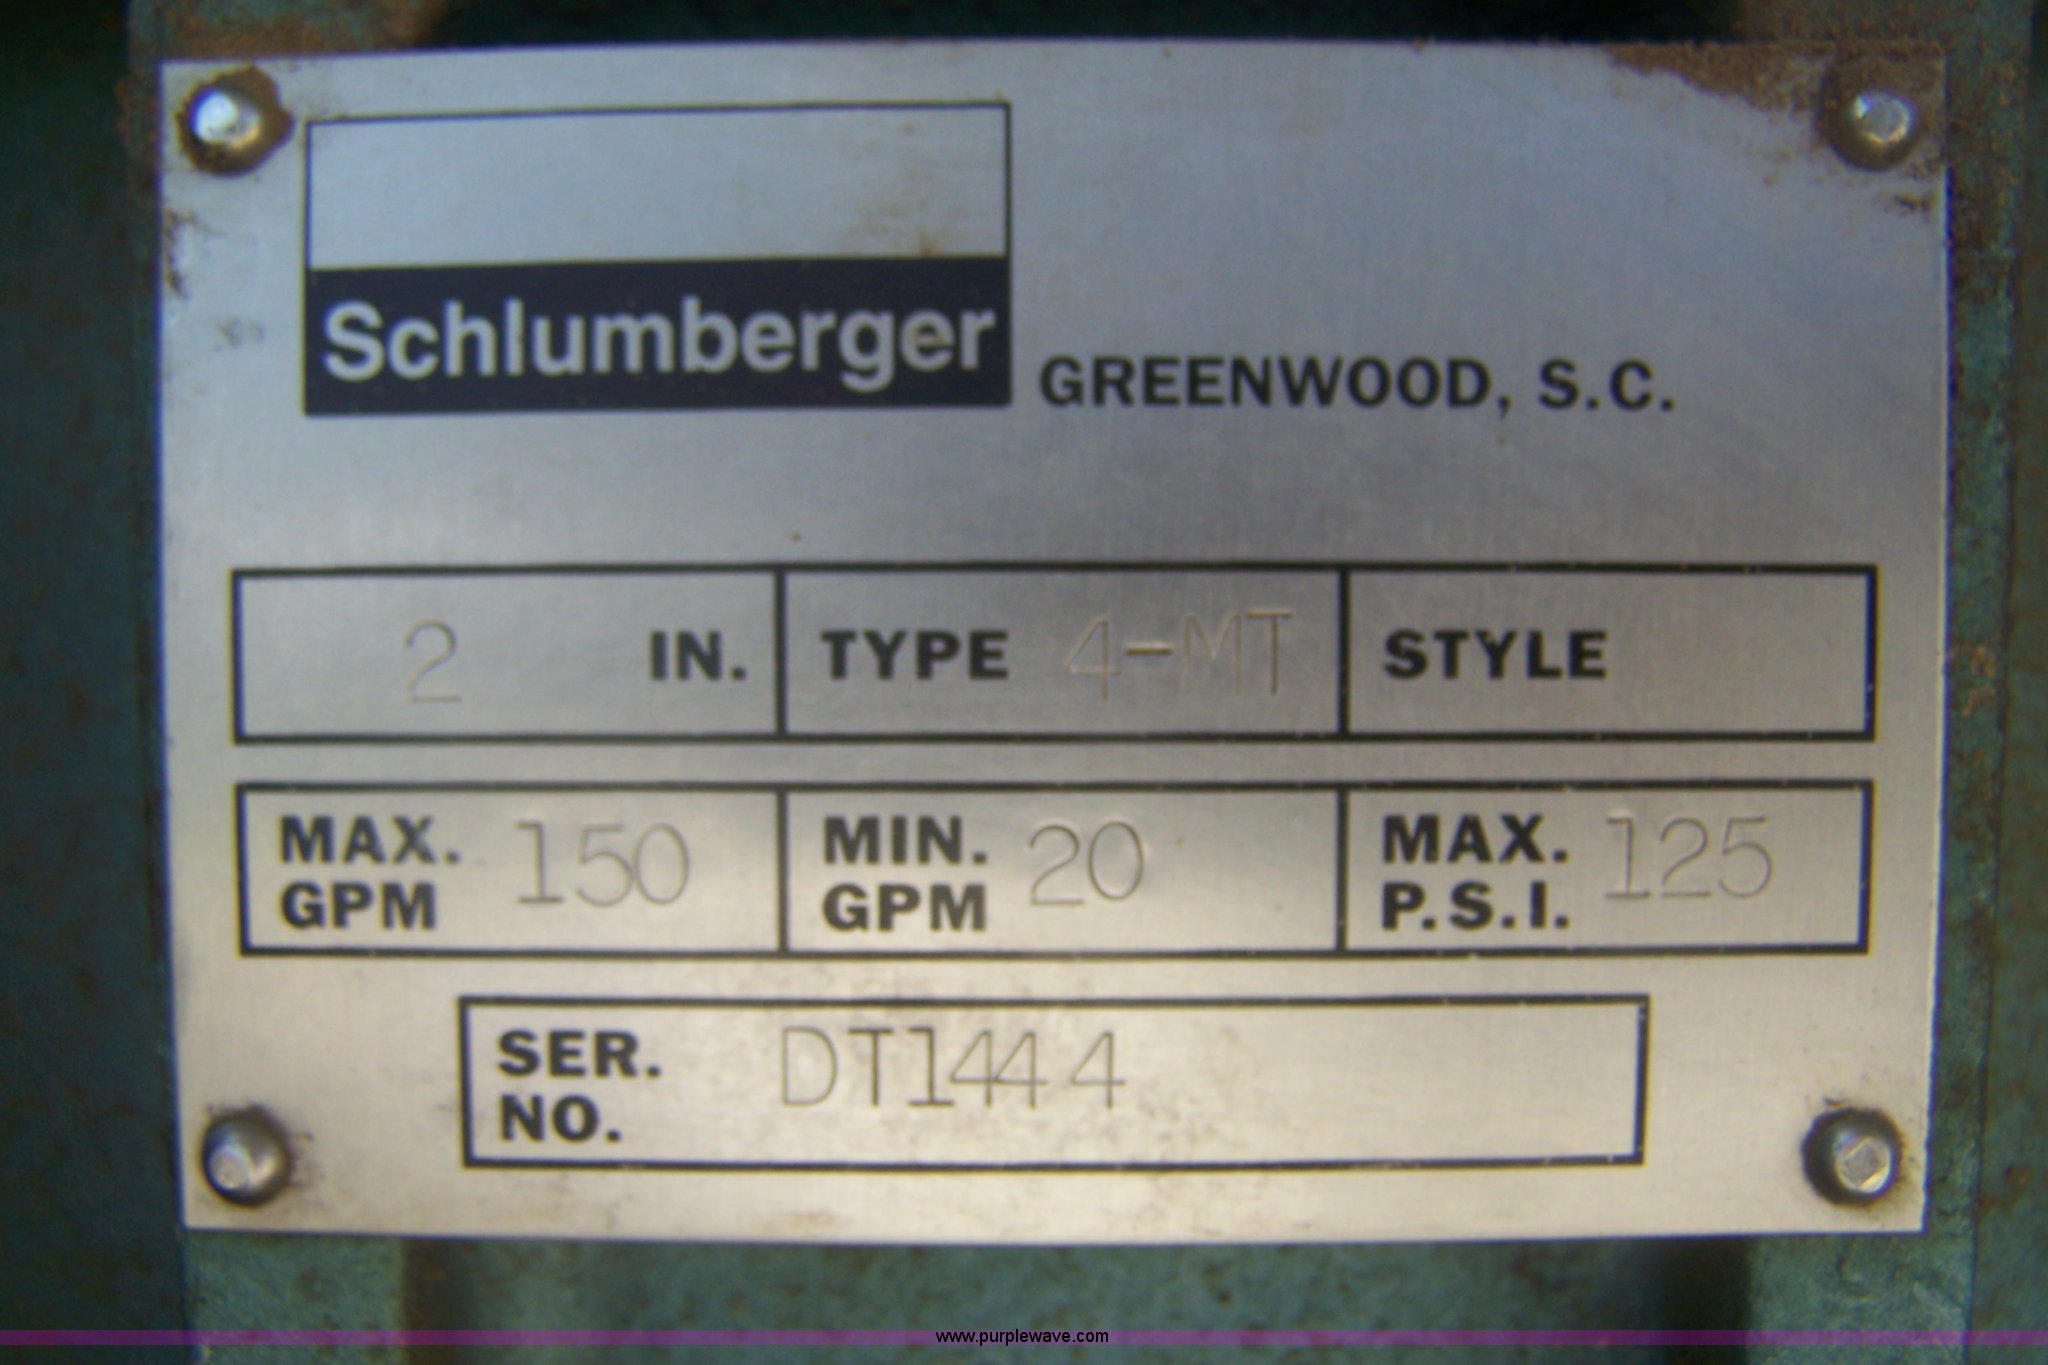 Schlumberger GREENWOOD, S.C.
2 IN. TYPE 4-MT STYLE
MAX. GPM 150 MIN. GPM 20 MAX. P.S.I. 125
SER. NO. DT1444
www.purplewave.com